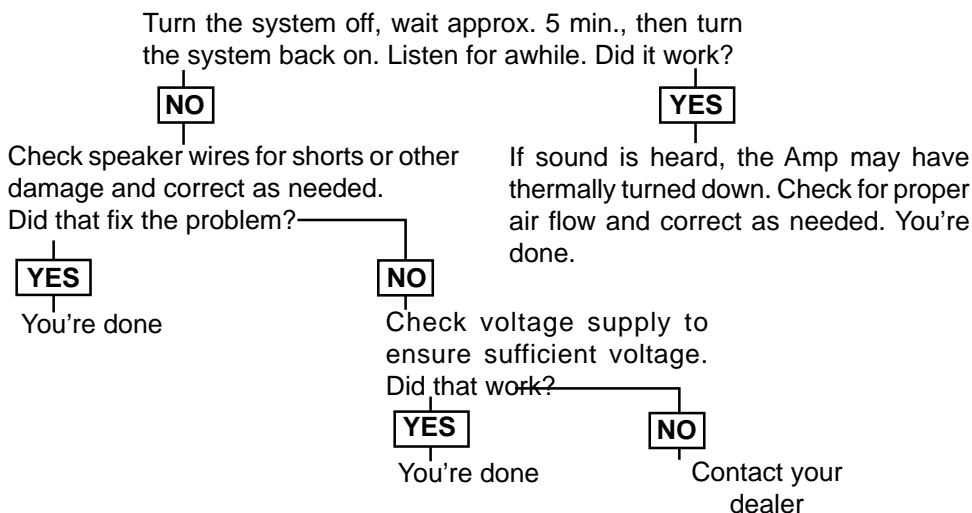 Turn the system off, wait approx. 5 min., then turn
the system back on. Listen for awhile. Did it work?
NO
YES
Check speaker wires for shorts or other
damage and correct as needed.
Did that fix the problem?
If sound is heard, the Amp may have
thermally turned down. Check for proper
air flow and correct as needed. You're
done.
YES
NO
You're done
Check voltage supply to
ensure sufficient voltage.
Did that work?
YES
NO
You're done
Contact your
dealer